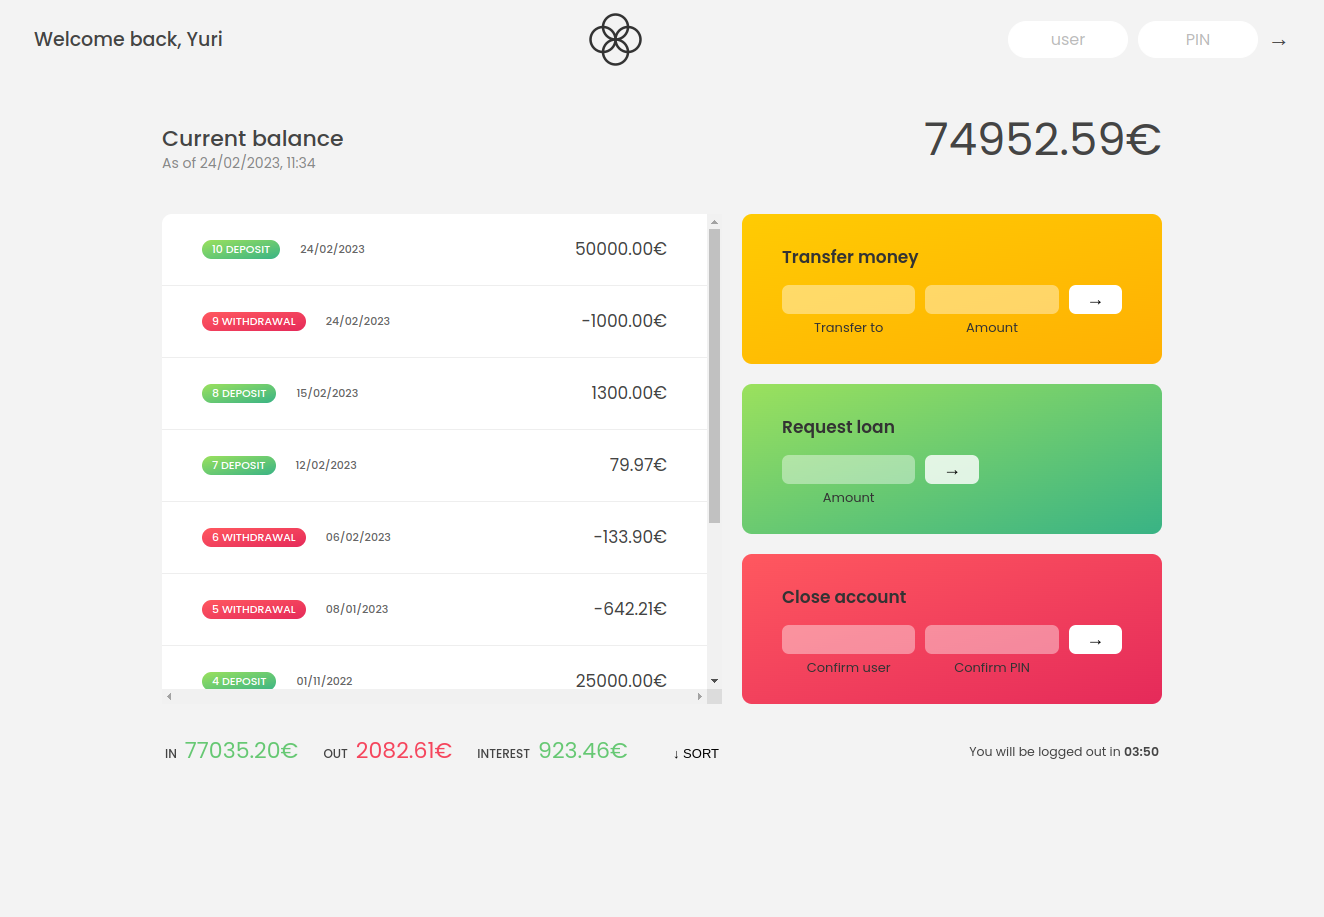 Welcome back, Yuri
user
PIN
→
Current balance
As of 24/02/2023, 11:34
74952.59€
10 DEPOSIT 24/02/2023 50000.00€
9 WITHDRAWAL 24/02/2023 -1000.00€
8 DEPOSIT 15/02/2023 1300.00€
7 DEPOSIT 12/02/2023 79.97€
6 WITHDRAWAL 06/02/2023 -133.90€
5 WITHDRAWAL 08/01/2023 -642.21€
4 DEPOSIT 01/11/2022 25000.00€
Transfer money
→
Transfer to Amount
Request loan
→
Amount
Close account
→
Confirm user Confirm PIN
IN 77035.20€ OUT 2082.61€ INTEREST 923.46€ ↓ SORT
You will be logged out in 03:50